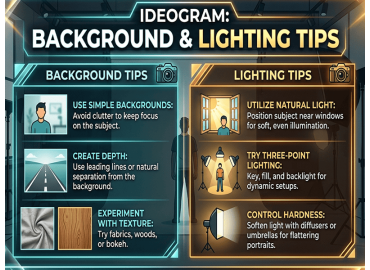 IDEOGRAM:
BACKGROUND & LIGHTING TIPS
BACKGROUND TIPS
USE SIMPLE BACKGROUNDS:
Avoid clutter to keep focus
on the subject.
CREATE DEPTH:
Use leading lines or natural
separation from the
background.
EXPERIMENT
WITH TEXTURE:
Try fabrics, woods,
or bokeh.
LIGHTING TIPS
UTILIZE NATURAL LIGHT:
Position subject near windows
for soft, even illumination.
TRY THREE-POINT
LIGHTING:
Key, fill, and backlight for
dynamic setups.
CONTROL HARDNESS:
Soften light with diffusers or
umbrellas for flattering
portraits.